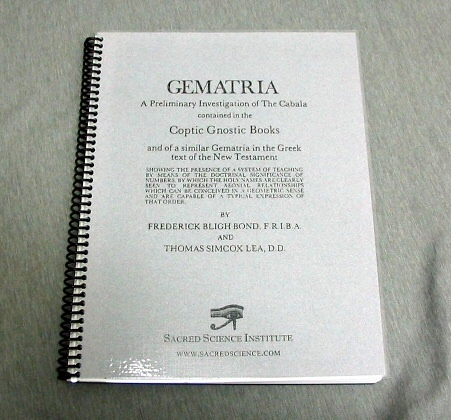 GEMATRIA
A Preliminary Investigation of The Cabala
contained in the
Coptic Gnostic Books
and of a similar Gematria in the Greek
text of the New Testament
SHOWING THE PRESENCE OF A SYSTEM OF TEACHING
BY MEANS OF THE DOCTRINAL SIGNIFICANCE OF
NUMBERS, BY WHICH THE HOLY NAMES ARE CLEARLY
SEEN TO REPRESENT AEONIAL RELATIONSHIPS
WHICH CAN BE CONCEIVED IN A GEOMETRIC SENSE
AND ARE CAPABLE OF A TYPICAL EXPRESSION OF
THAT ORDER.
BY
FREDERICK BLIGH BOND, F.R.I.B.A.
AND
THOMAS SIMCOX LEA, D.D.
SACRED SCIENCE INSTITUTE
WWW.SACREDSCIENCE.COM